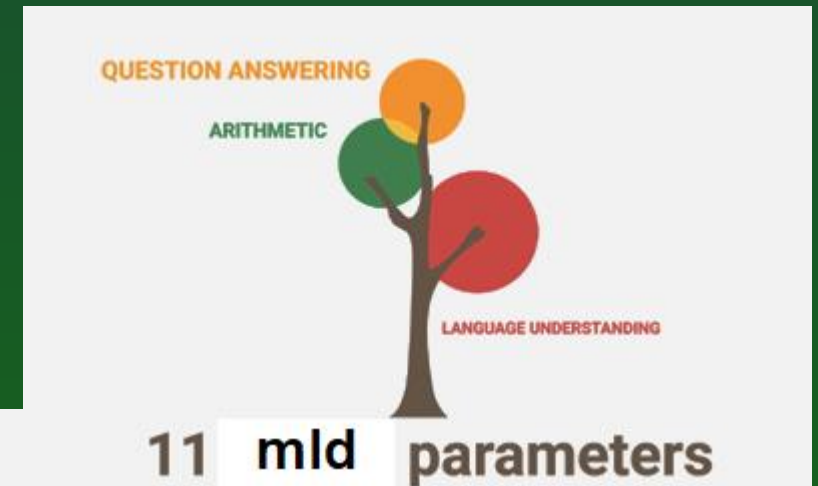 QUESTION ANSWERING
ARITHMETIC
LANGUAGE UNDERSTANDING
11 mld parameters